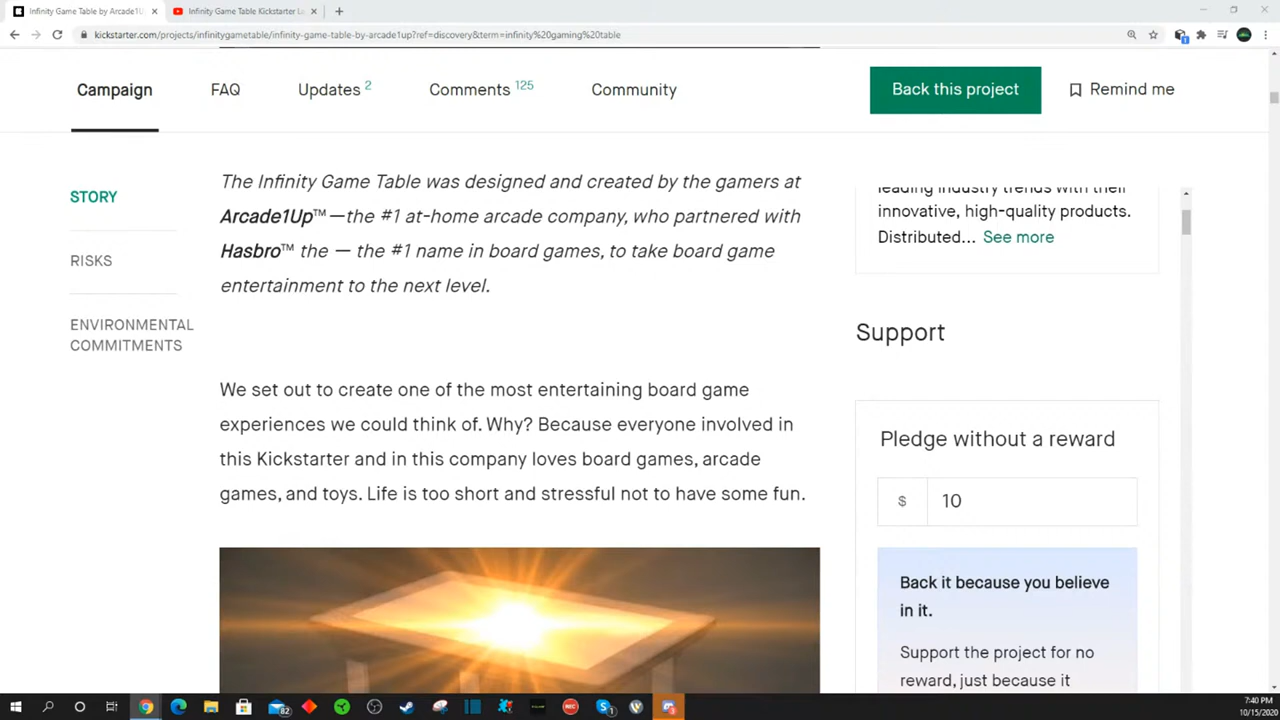 Infinity Game Table by Arcade1U
Infinity Game Table Kickstarter La
kickstarter.com/projects/infinitygametable/infinity-game-table-by-arcade1up?ref=discovery&term=infinity%20gaming%20table
Campaign
FAQ
Updates 2
Comments 125
Community
Back this project
Remind me
STORY
RISKS
ENVIRONMENTAL
COMMITMENTS
The Infinity Game Table was designed and created by the gamers at
Arcade1Up™ —the #1 at-home arcade company, who partnered with
Hasbro™ the — the #1 name in board games, to take board game
entertainment to the next level.
We set out to create one of the most entertaining board game
experiences we could think of. Why? Because everyone involved in
this Kickstarter and in this company loves board games, arcade
games, and toys. Life is too short and stressful not to have some fun.
leading industry trends with their
innovative, high-quality products.
Distributed... See more
Support
Pledge without a reward
$ 10
Back it because you believe
in it.
Support the project for no
reward, just because it
7:40 PM
10/15/2020